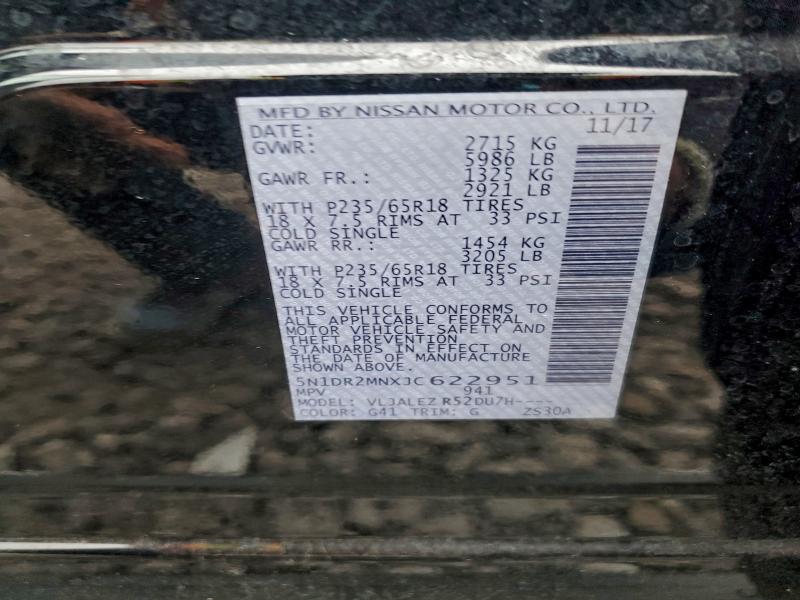 MFD BY NISSAN MOTOR CO., LTD.
DATE: 11/17
GVWR: 2715 KG
5986 LB
GAWR FR.: 1325 KG
2921 LB
WITH P235/65R18 TIRES
18 X 7.5 RIMS AT 33 PSI
COLD SINGLE
GAWR RR.: 1454 KG
3205 LB
WITH P235/65R18 TIRES
18 X 7.5 RIMS AT 33 PSI
COLD SINGLE
THIS VEHICLE CONFORMS TO
ALL APPLICABLE FEDERAL
MOTOR VEHICLE SAFETY AND
THEFT PREVENTION
STANDARDS IN EFFECT ON
THE DATE OF MANUFACTURE
SHOWN ABOVE.
5N1DR2MNXJC622951
MPV 941
MODEL: VL3ALEZ R52DU7H----
COLOR: G41 TRIM: G ZS30A